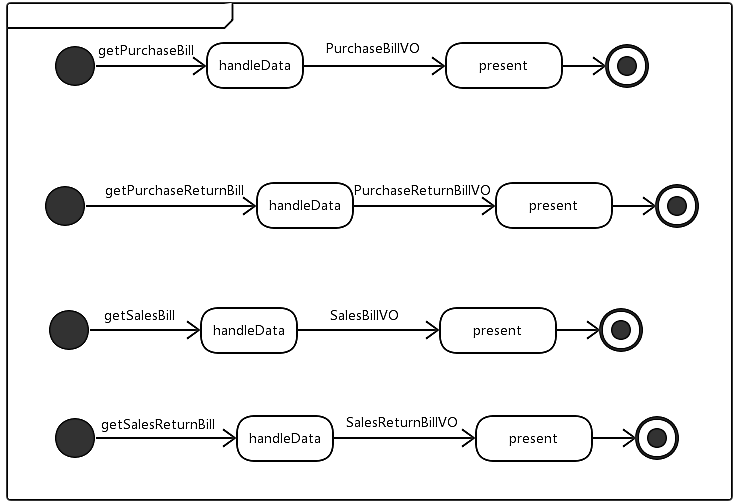 getPurchaseBill
handleData
PurchaseBillVO
present
getPurchaseReturnBill
handleData
PurchaseReturnBillVO
present
getSalesBill
handleData
SalesBillVO
present
getSalesReturnBill
handleData
SalesReturnBillVO
present